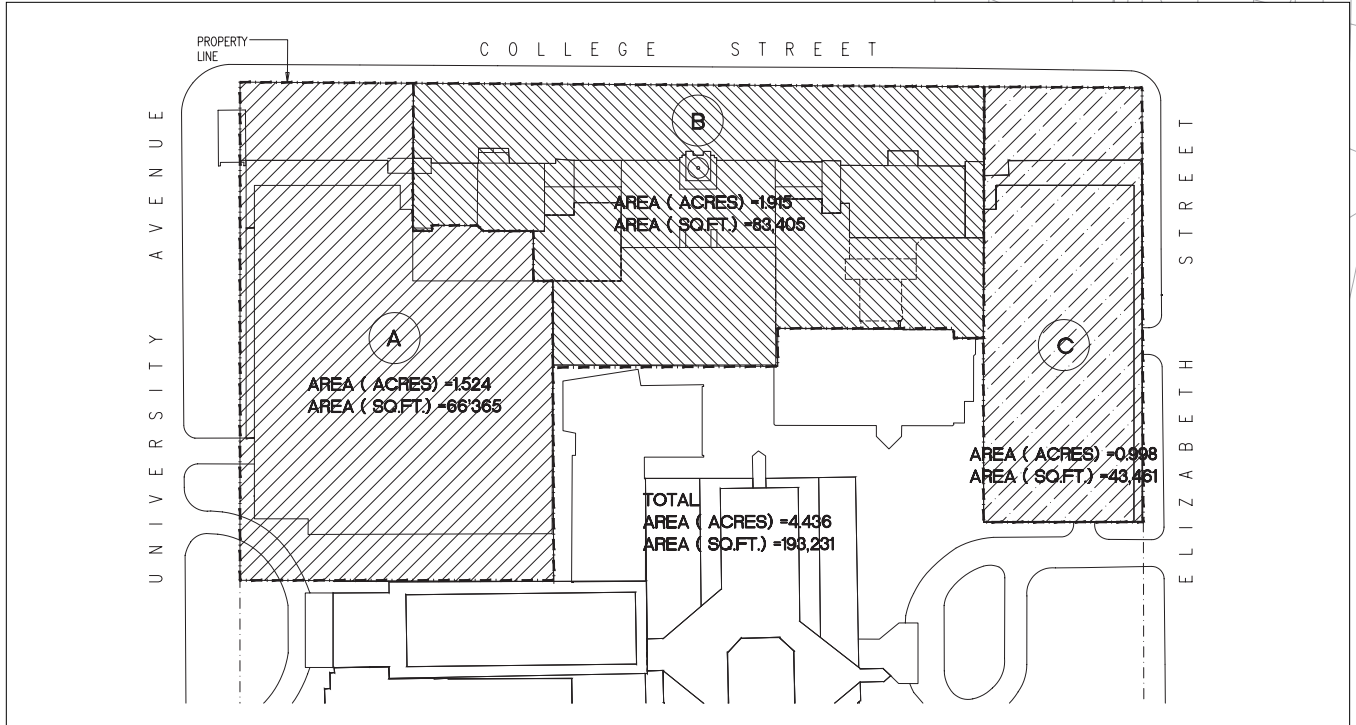 PROPERTY
LINE
COLLEGE STREET
UNIVERSITY AVENUE
B
AREA ( ACRES) =1.915
AREA ( SQ.FT.) =83,405
A
AREA ( ACRES) =1.524
AREA ( SQ.FT.) =66'365
C
AREA ( ACRES) =0.998
AREA ( SQ.FT.) =43,461
TOTAL
AREA ( ACRES) =4.436
AREA ( SQ.FT.) =193,231
ELIZABETH STREET